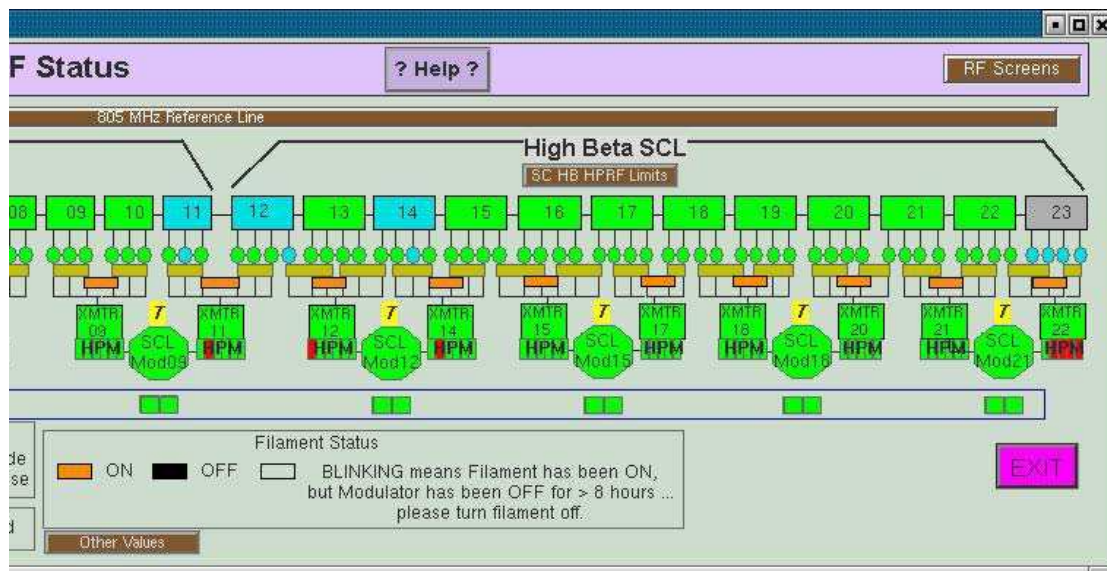 F Status
? Help ?
RF Screens
805 MHz Reference Line
High Beta SCL
SC HB HPRF Limits
08 09 10 11 12 13 14 15 16 17 18 19 20 21 22 23
T T T T T
XMTR XMTR XMTR XMTR XMTR XMTR XMTR XMTR XMTR XMTR
09 11 12 14 15 17 18 20 21 22
SCL SCL SCL SCL SCL
HPM HPM HPM HPM HPM HPM HPM HPM HPM HPM
Mod09 Mod12 Mod15 Mod18 Mod21
Filament Status
de
se
ON OFF
BLINKING means Filament has been ON,
but Modulator has been OFF for > 8 hours ...
please turn filament off.
EXIT
d
Other Values